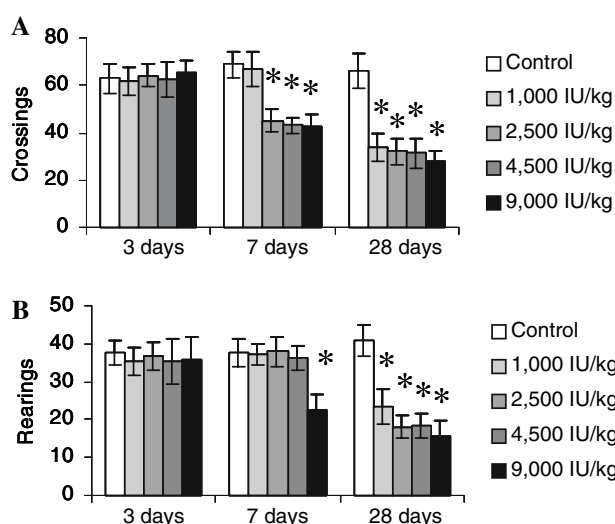 A
Crossings
80
60
40
20
0
* * *
* * * *
3 days 7 days 28 days
Control
1,000 IU/kg
2,500 IU/kg
4,500 IU/kg
9,000 IU/kg
B
Rearings
50
40
30
20
10
0
*
* * * *
3 days 7 days 28 days
Control
1,000 IU/kg
2,500 IU/kg
4,500 IU/kg
9,000 IU/kg